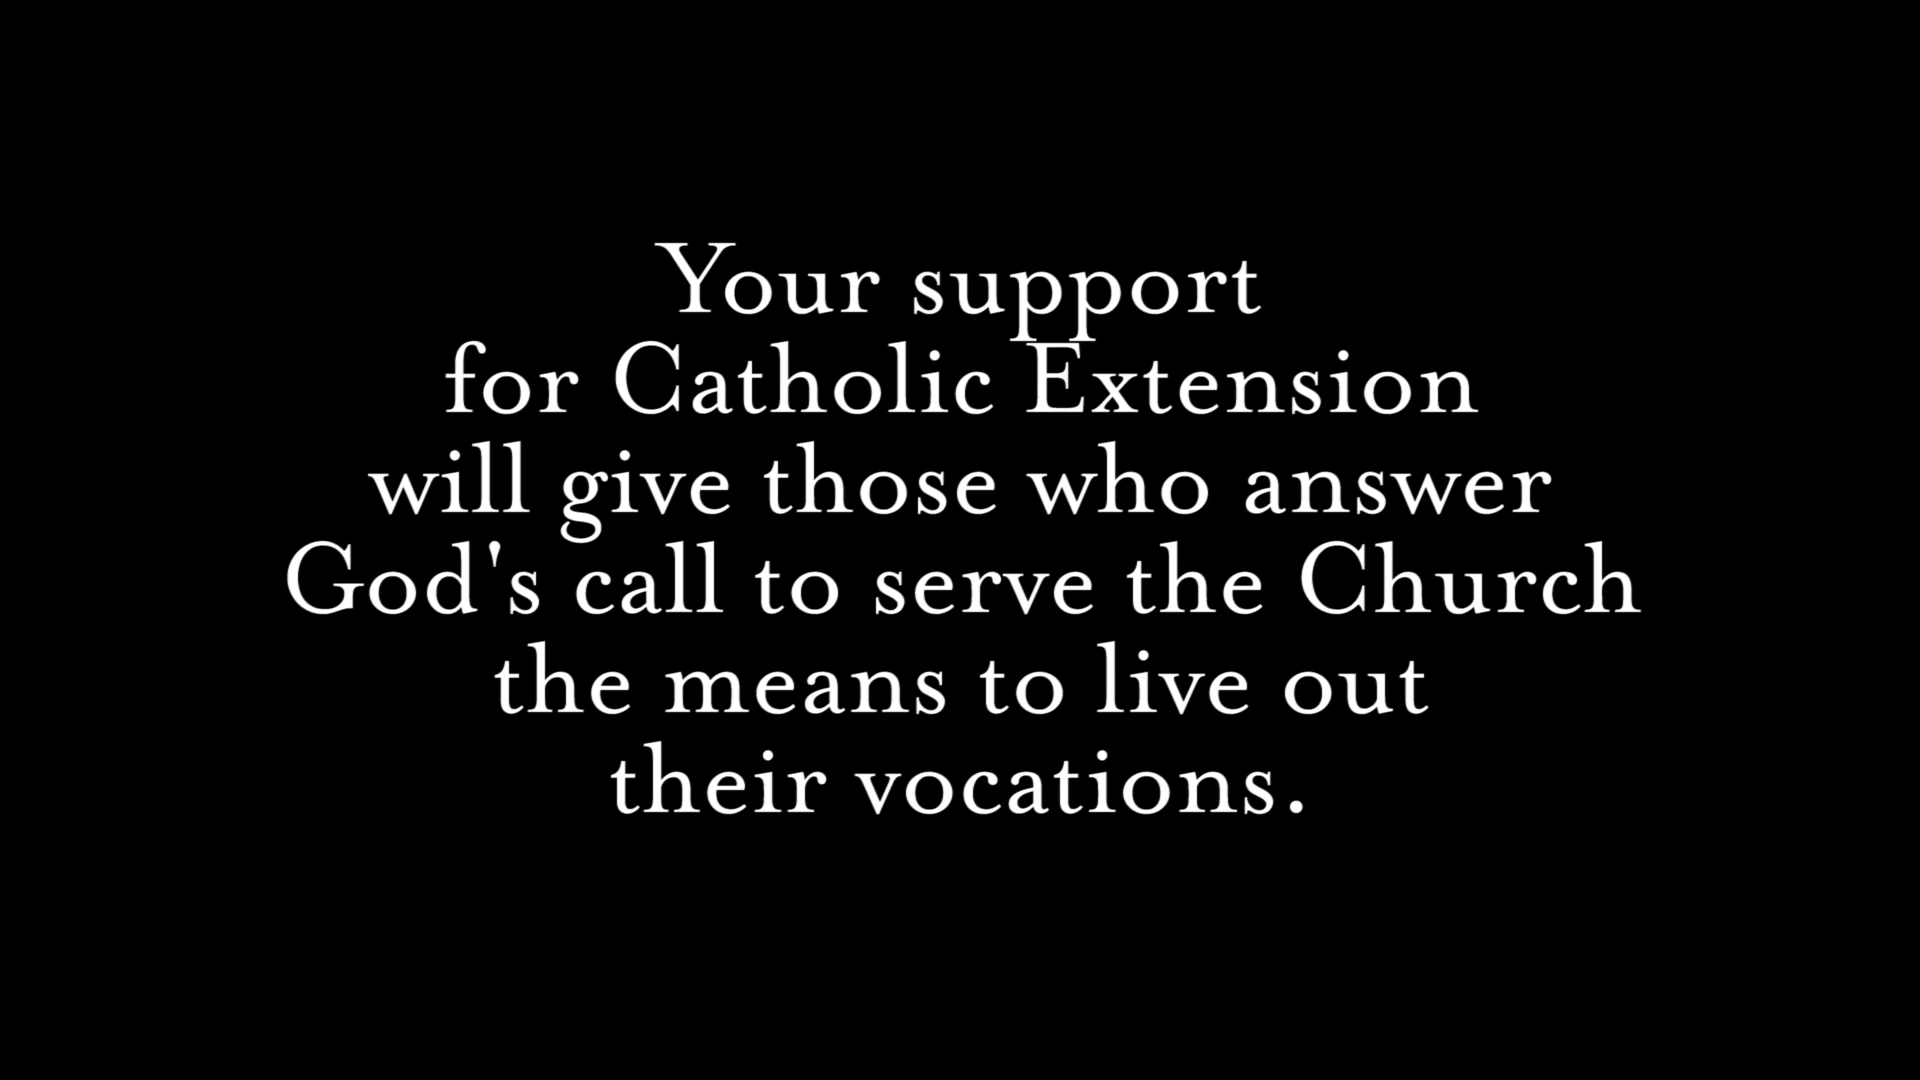 Your support
for Catholic Extension
will give those who answer
God's call to serve the Church
the means to live out
their vocations.